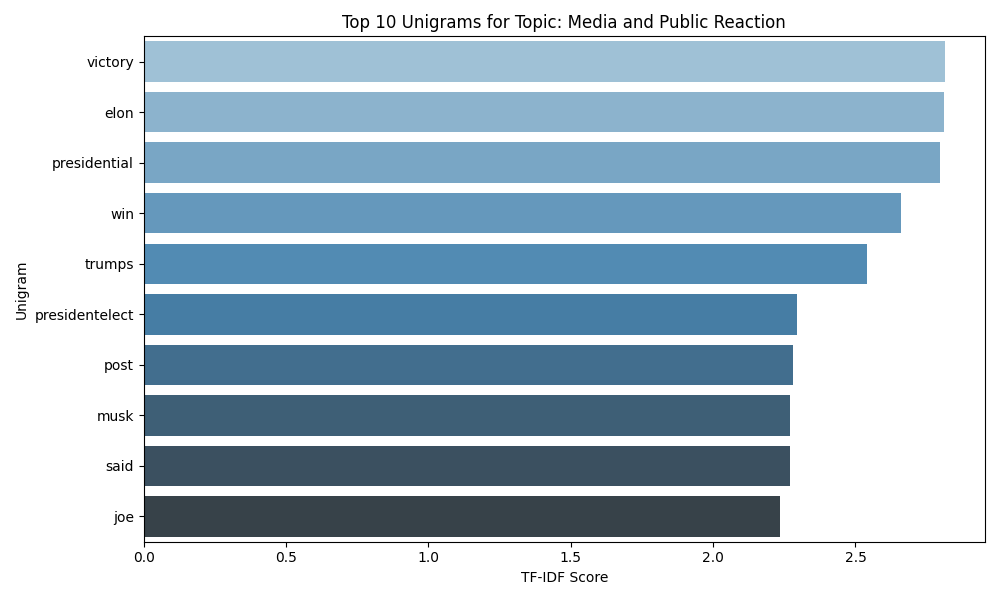 Top 10 Unigrams for Topic: Media and Public Reaction
victory
elon
presidential
win
trumps
presidentelect
post
musk
said
joe
Unigram
0.0 0.5 1.0 1.5 2.0 2.5
TF-IDF Score